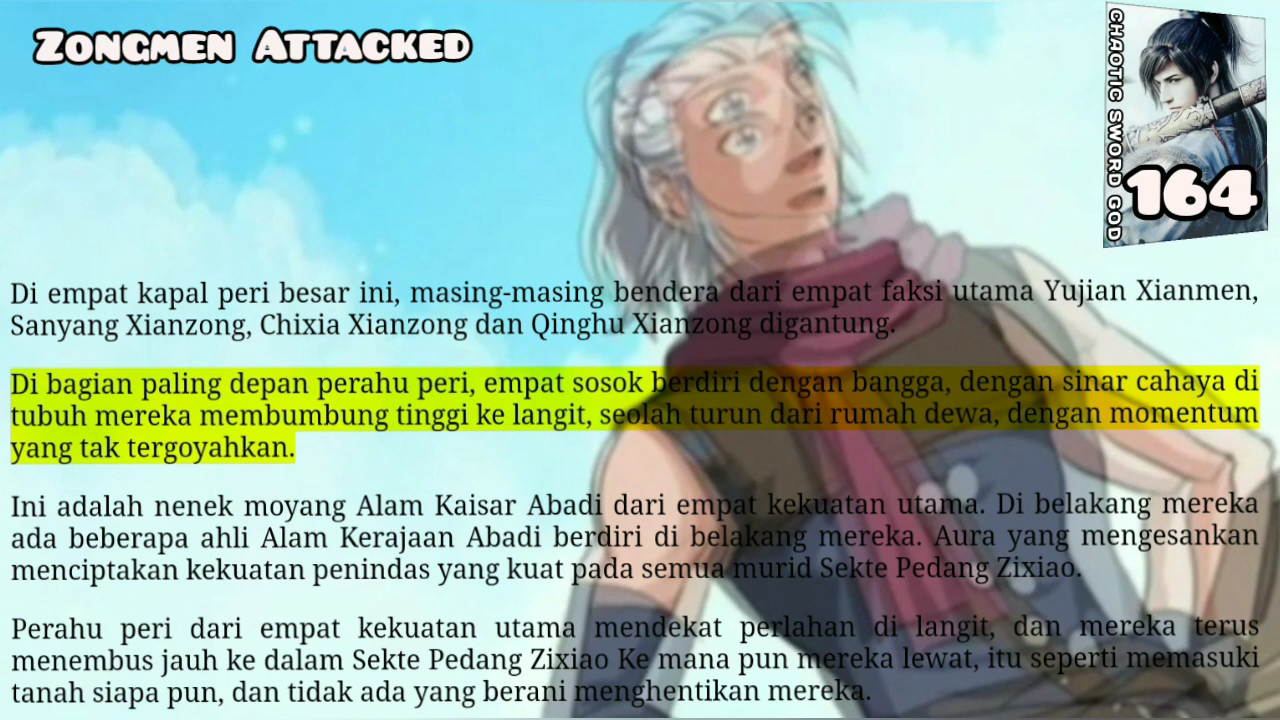 Zongmen Attacked
CHAOTIC SWORD GOD
164
Di empat kapal peri besar ini, masing-masing bendera dari empat faksi utama Yujian Xianmen,
Sanyang Xianzong, Chixia Xianzong dan Qinghu Xianzong digantung.
Di bagian paling depan perahu peri, empat sosok berdiri dengan bangga, dengan sinar cahaya di
tubuh mereka membumbung tinggi ke langit, seolah turun dari rumah dewa, dengan momentum
yang tak tergoyahkan.
Ini adalah nenek moyang Alam Kaisar Abadi dari empat kekuatan utama. Di belakang mereka
ada beberapa ahli Alam Kerajaan Abadi berdiri di belakang mereka. Aura yang mengesankan
menciptakan kekuatan penindas yang kuat pada semua murid Sekte Pedang Zixiao.
Perahu peri dari empat kekuatan utama mendekat perlahan di langit, dan mereka terus
menembus jauh ke dalam Sekte Pedang Zixiao Ke mana pun mereka lewat, itu seperti memasuki
tanah siapa pun, dan tidak ada yang berani menghentikan mereka.